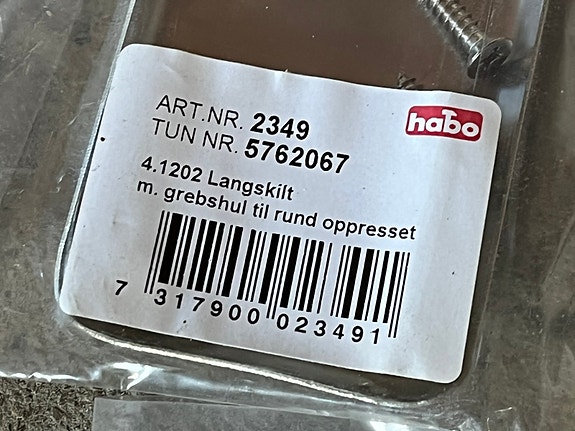 habo
ART.NR. 2349
TUN NR. 5762067
4.1202 Langskilt
m. grebshul til rund oppresset
7 317900 023491